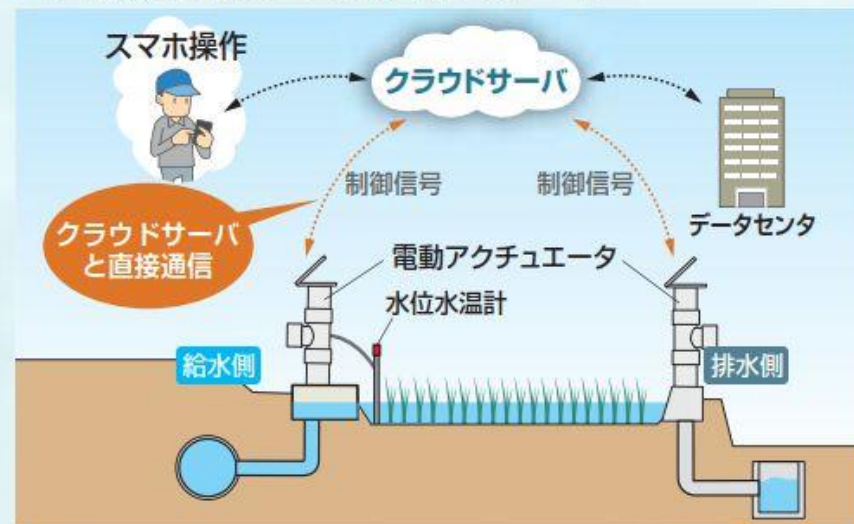 スマホ操作
クラウドサーバ
制御信号
制御信号
データセンタ
クラウドサーバ
と直接通信
電動アクチュエータ
水位水温計
給水側
排水側